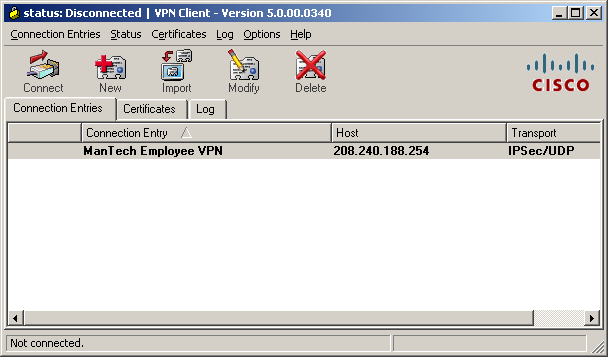 status: Disconnected | VPN Client - Version 5.0.00.0340
Connection Entries Status Certificates Log Options Help
Connect New Import Modify Delete
CISCO
Connection Entries Certificates Log
Connection Entry Host Transport
ManTech Employee VPN 208.240.188.254 IPSec/UDP
Not connected.